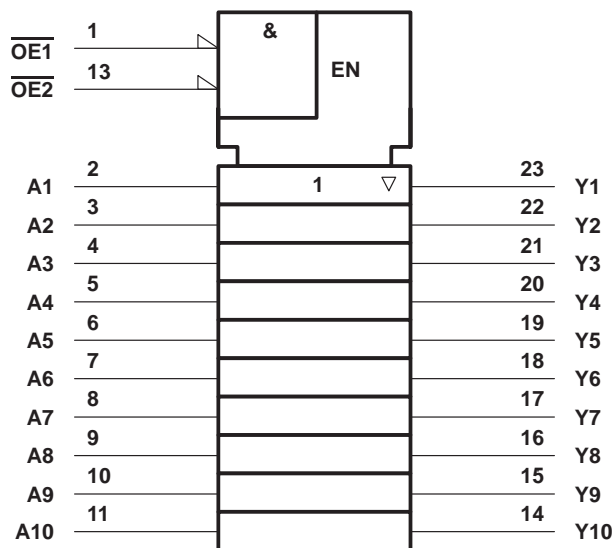 OE1 1 &
OE2 13 EN
A1 2 1 ▽ 23 Y1
A2 3 22 Y2
A3 4 21 Y3
A4 5 20 Y4
A5 6 19 Y5
A6 7 18 Y6
A7 8 17 Y7
A8 9 16 Y8
A9 10 15 Y9
A10 11 14 Y10